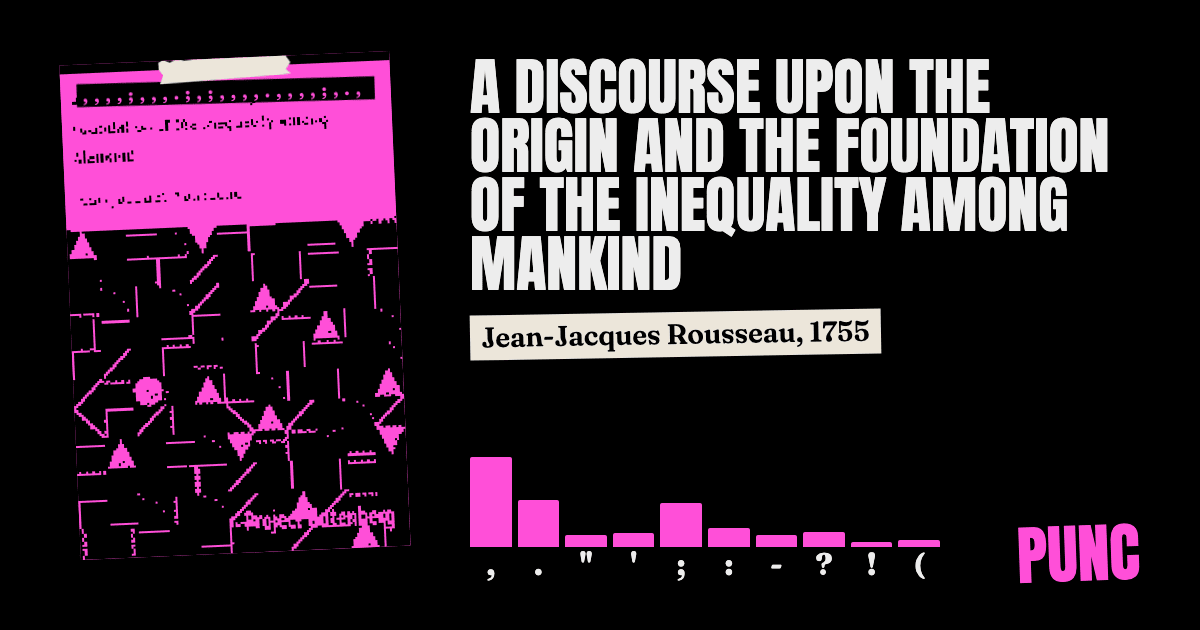 A DISCOURSE UPON THE
ORIGIN AND THE FOUNDATION
OF THE INEQUALITY AMONG
MANKIND
Jean-Jacques Rousseau, 1755
, . " ' ; : - ? ! (
PUNC
Project Gutenberg